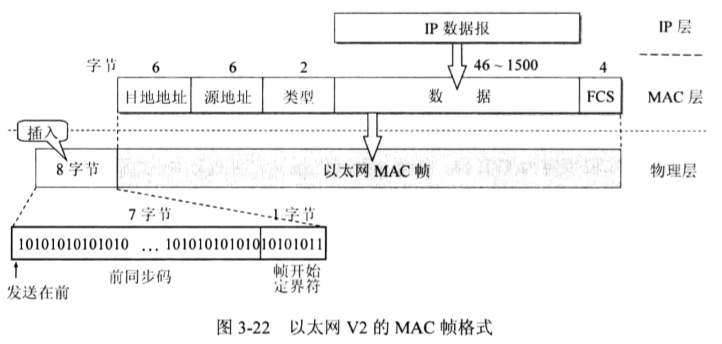 IP 数据报 IP 层
字节 6 6 2 46 ~ 1500 4
目地地址 源地址 类型 数 据 FCS MAC 层
插入
8 字节 以太网 MAC 帧 物理层
7 字节 1 字节
10101010101010 … 10101010101010101011
前同步码 帧开始
定界符
发送在前
图 3-22 以太网 V2 的 MAC 帧格式